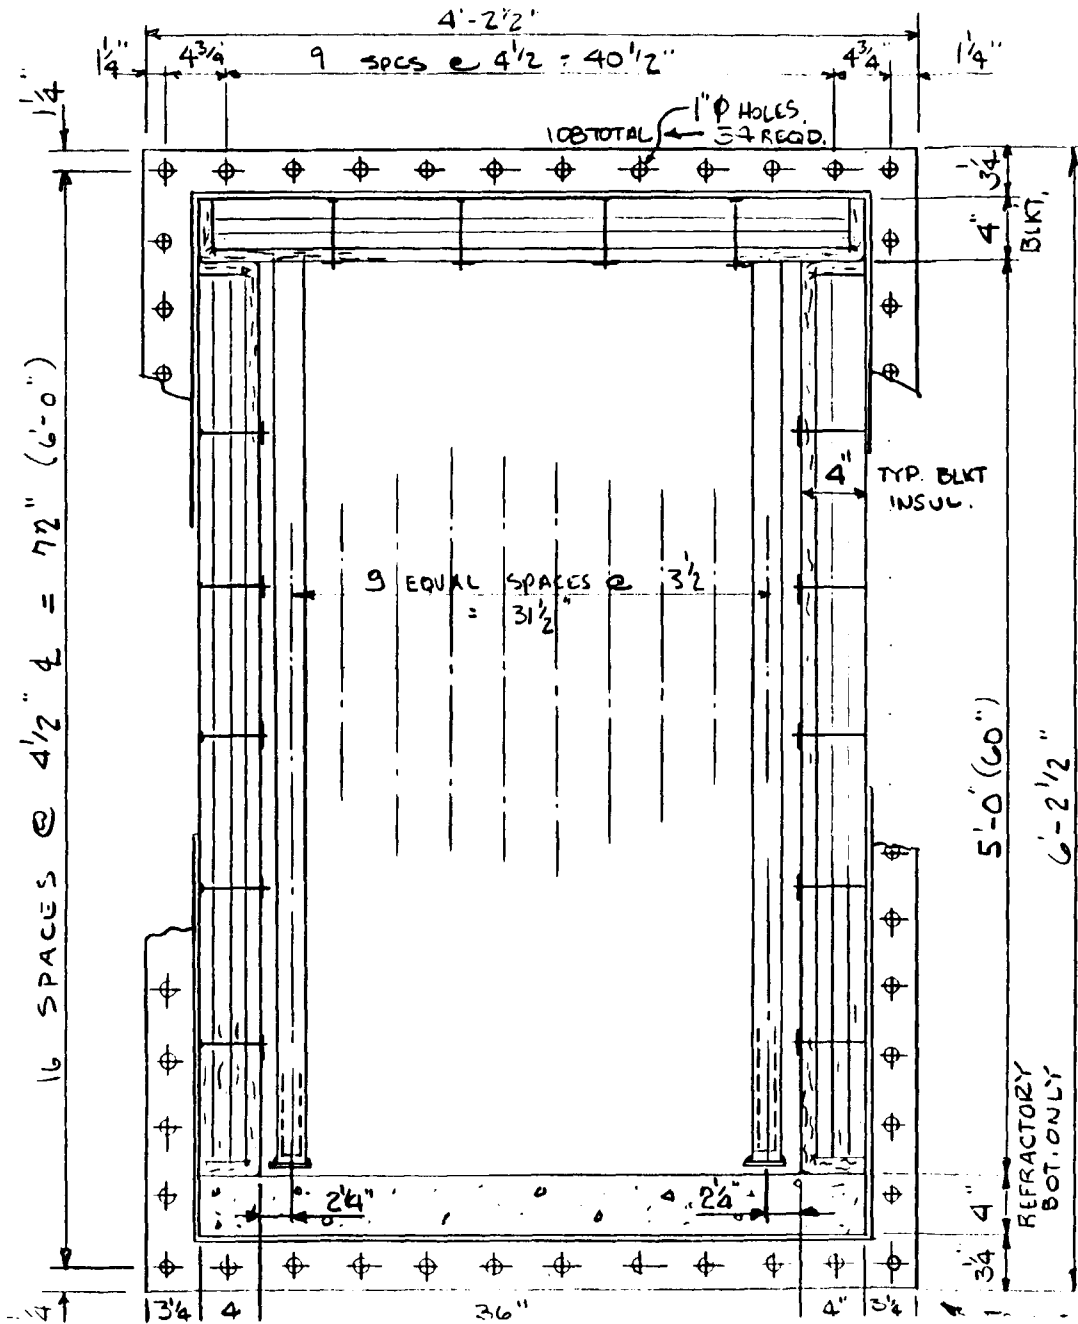 4'-2½"
1¼" 4¾ 9 spcs @ 4½ = 40½" 4¾" 1¼"
1¼"
1" Ø HOLES.
108 TOTAL ← 54 REQD.
3¼
4" BLKT.
16 SPACES @ 4½" ℄ = 72" (6'-0")
4" TYP. BLKT
INSUL.
9 EQUAL SPACES @ 3½
= 31½"
5'-0" (60")
6'-2½"
REFRACTORY
BOT. ONLY
4"
2¼" 2¼"
3¼
3¼ 4 36" 4" 3¼